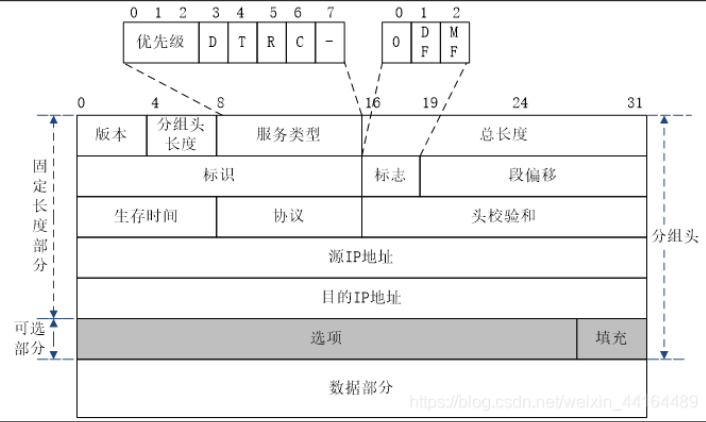 0 1 2 3 4 5 6 7 0 1 2
优先级 D T R C - 0 DF MF
0 4 8 16 19 24 31
版本 分组头长度 服务类型 总长度
标识 标志 段偏移
固定长度部分
生存时间 协议 头校验和
分组头
源IP地址
目的IP地址
可选部分
选项 填充
数据部分
https://blog.csdn.net/weixin_44164489